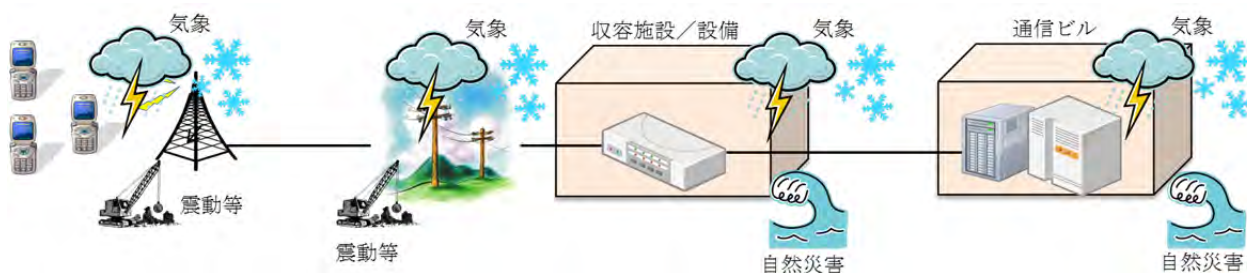 気象
震動等
気象
震動等
収容施設／設備
気象
自然災害
通信ビル
気象
自然災害